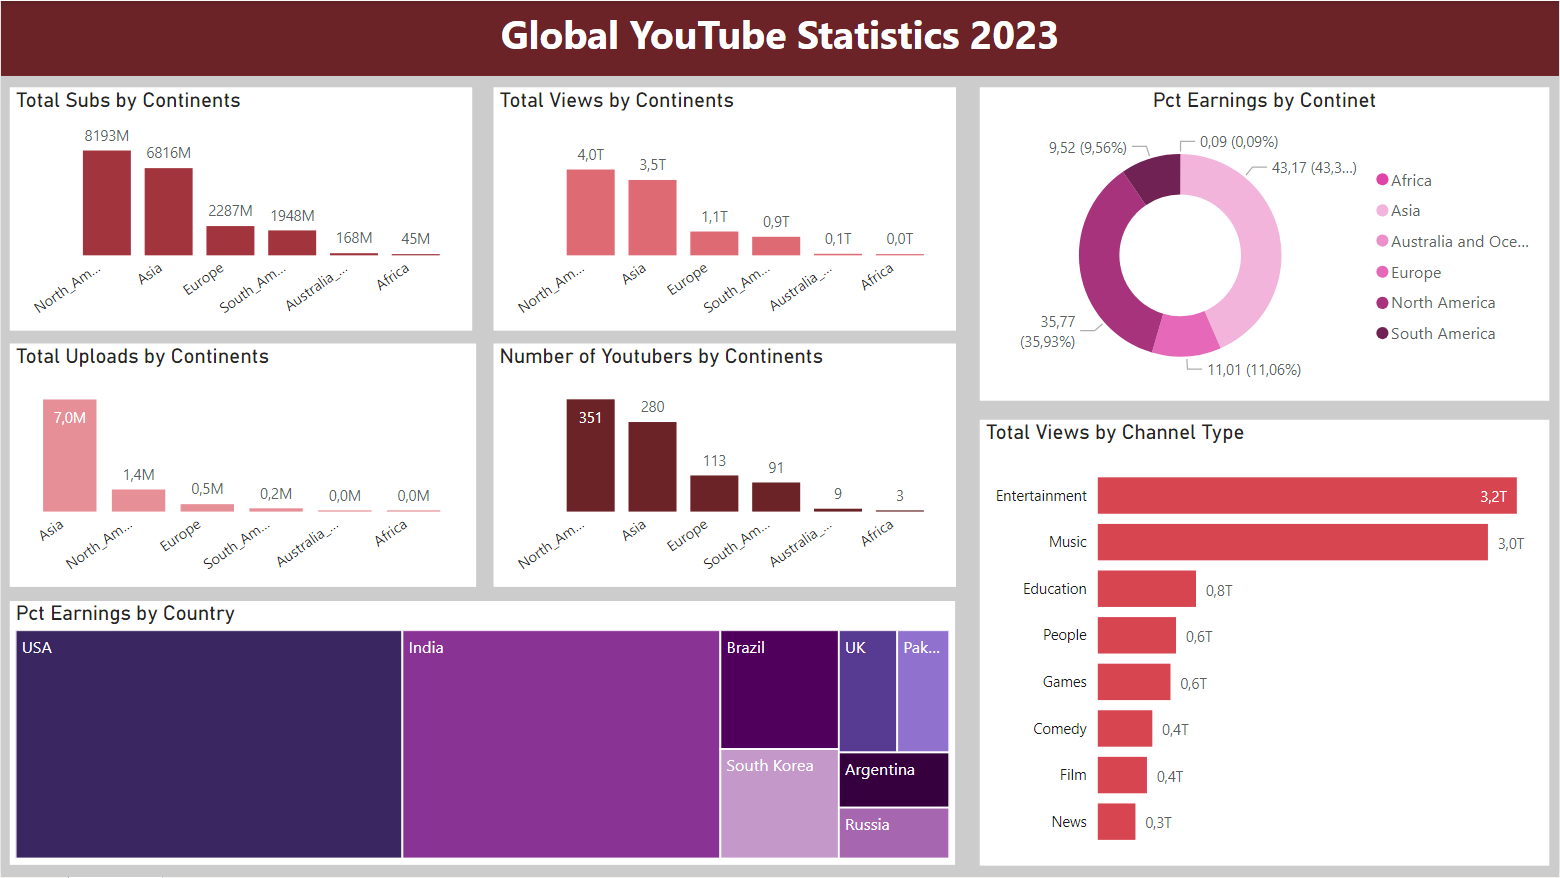 Global YouTube Statistics 2023
Total Subs by Continents
8193M
6816M
2287M
1948M
168M
45M
North_Am...
Asia
Europe
South_Am...
Australia_...
Africa
Total Views by Continents
4,0T
3,5T
1,1T
0,9T
0,1T
0,0T
North_Am...
Asia
Europe
South_Am...
Australia_...
Africa
Pct Earnings by Continet
9,52 (9,56%)
0,09 (0,09%)
43,17 (43,3...)
35,77
(35,93%)
11,01 (11,06%)
Africa
Asia
Australia and Oce...
Europe
North America
South America
Total Uploads by Continents
7,0M
1,4M
0,5M
0,2M
0,0M
0,0M
Asia
North_Am...
Europe
South_Am...
Australia_...
Africa
Number of Youtubers by Continents
351
280
113
91
9
3
North_Am...
Asia
Europe
South_Am...
Australia_...
Africa
Total Views by Channel Type
Entertainment 3,2T
Music 3,0T
Education 0,8T
People 0,6T
Games 0,6T
Comedy 0,4T
Film 0,4T
News 0,3T
Pct Earnings by Country
USA
India
Brazil
UK
Pak...
South Korea
Argentina
Russia